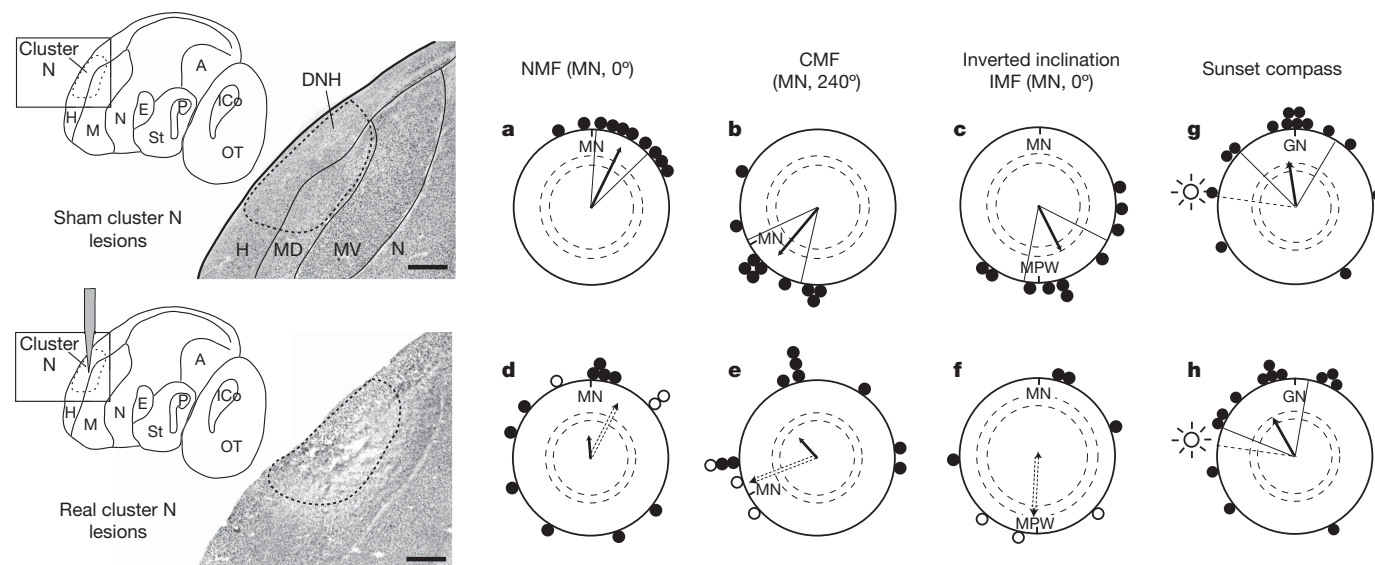 Cluster
N
A
H
M
N
E
P
ICo
St
OT
Sham cluster N
lesions
DNH
H
MD
MV
N
NMF (MN, 0º)
CMF
(MN, 240º)
Inverted inclination
IMF (MN, 0º)
Sunset compass
a
MN
b
MN
c
MN
MPW
g
GN
Cluster
N
A
H
M
N
E
P
ICo
St
OT
Real cluster N
lesions
d
MN
e
MN
f
MN
MPW
h
GN